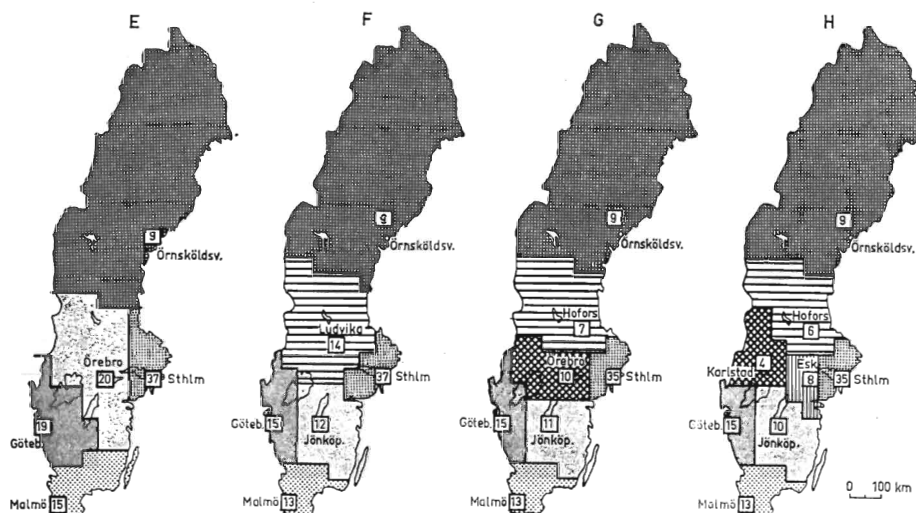 E
F
G
H
9
Örnsköldsv.
Örebro
20
37
Sthlm
19
Göteb.
Malmö
15
9
Örnsköldsv.
Ludvika
14
37
Sthlm
Göteb.
15
12
Jönköp.
Malmö
13
9
Örnsköldsv.
Hofors
7
Örebro
10
35
Sthlm
Göteb.
15
11
Jönköp.
Malmö
13
9
Örnsköldsv.
Hofors
6
Karlstad
4
Esk
8
35
Sthlm
Göteb.
15
10
Jönköp.
Malmö
13
0 100 km